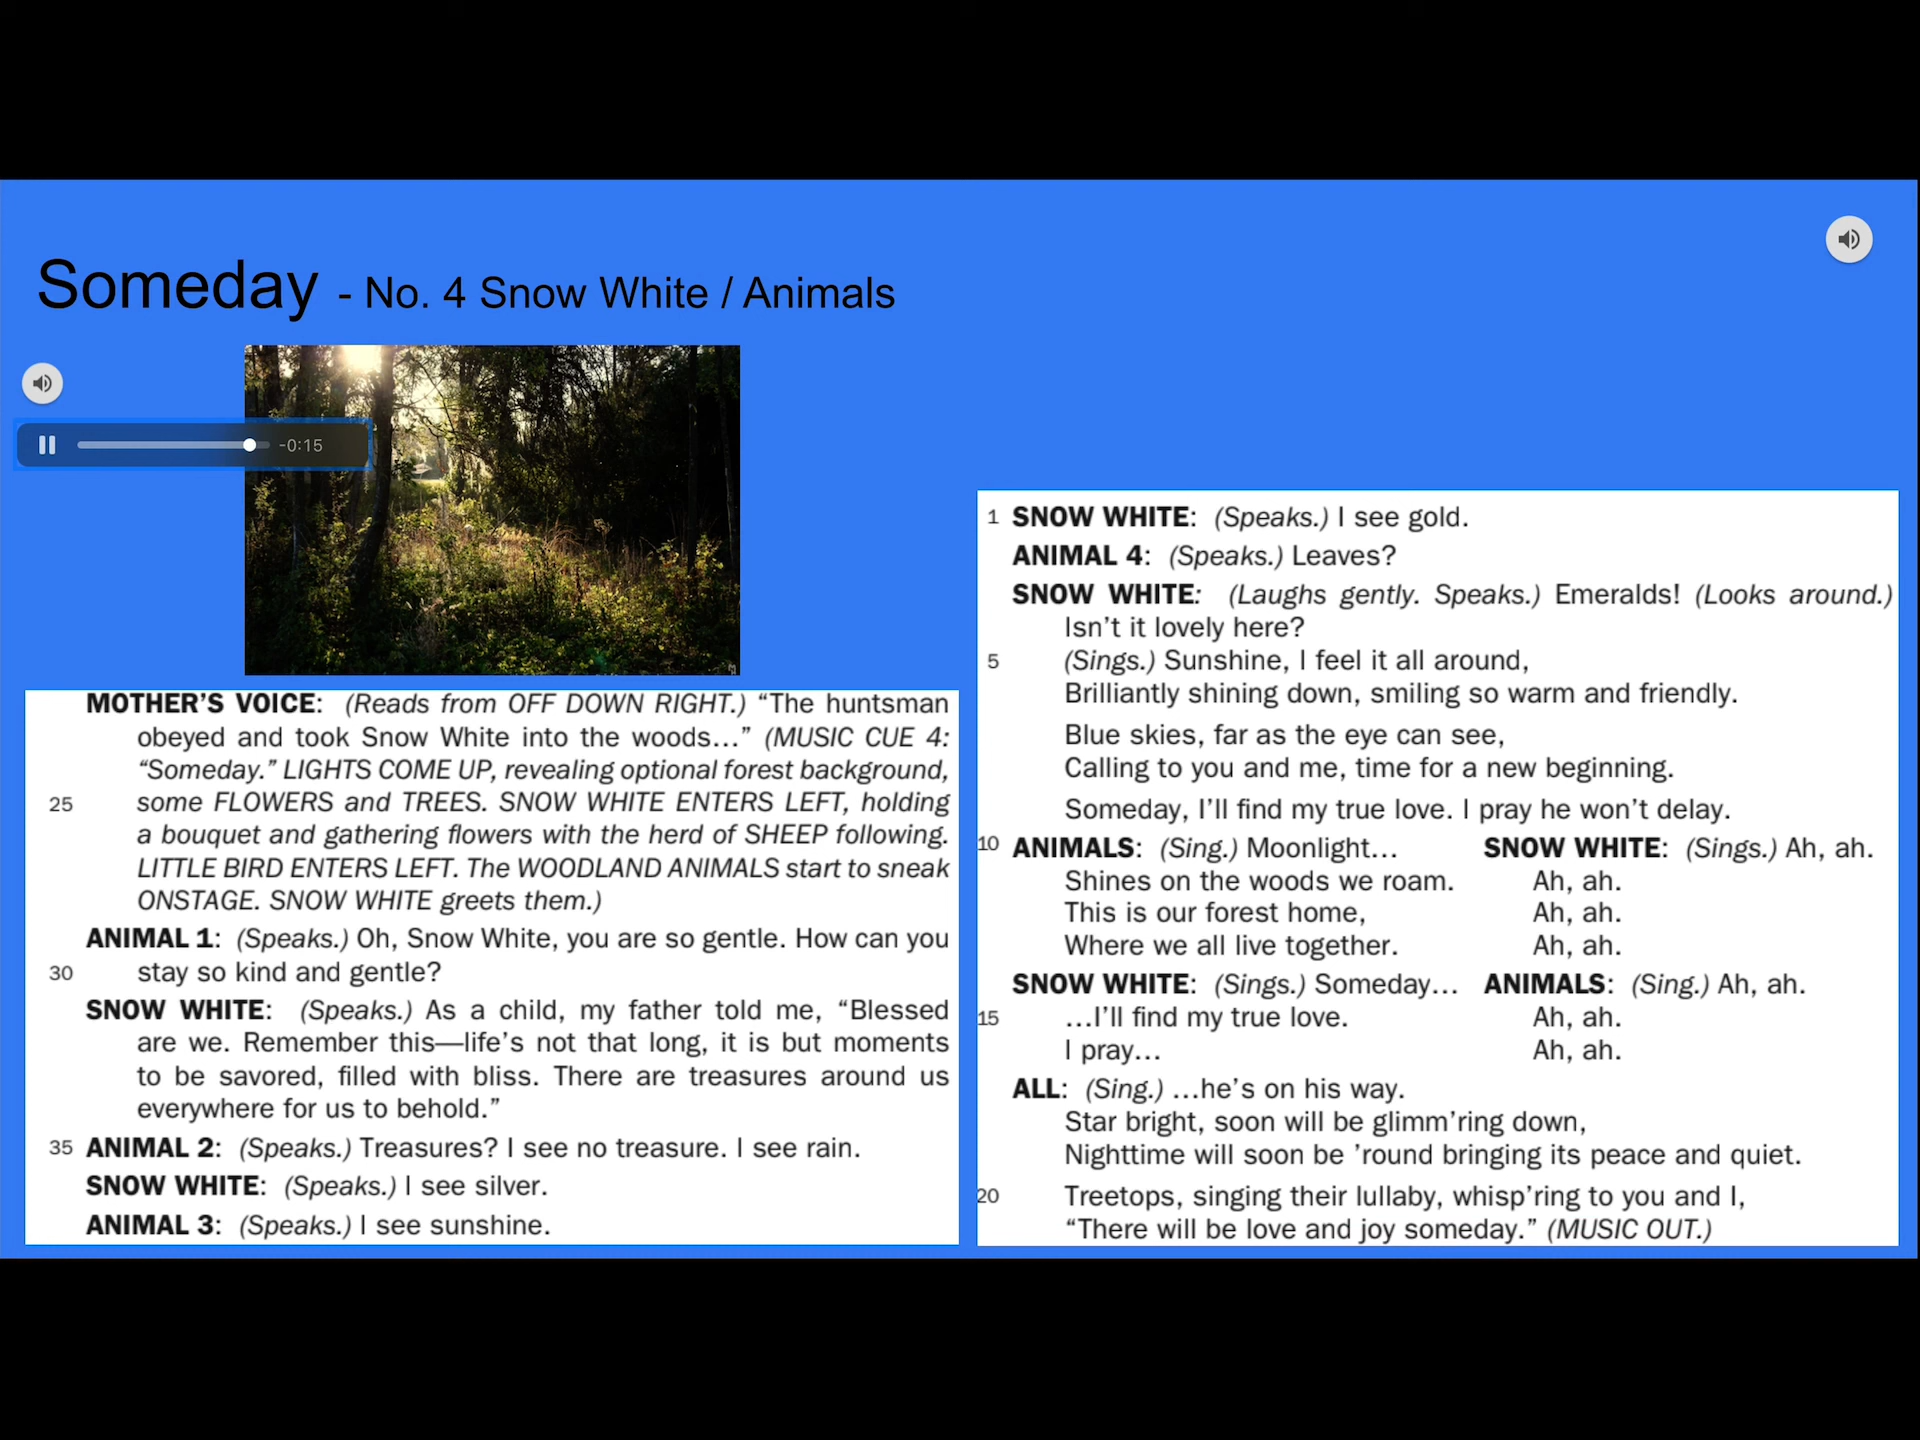 Someday - No. 4 Snow White / Animals
-0:15
MOTHER’S VOICE: (Reads from OFF DOWN RIGHT.) “The huntsman
obeyed and took Snow White into the woods…” (MUSIC CUE 4:
“Someday.” LIGHTS COME UP, revealing optional forest background,
25 some FLOWERS and TREES. SNOW WHITE ENTERS LEFT, holding
a bouquet and gathering flowers with the herd of SHEEP following.
LITTLE BIRD ENTERS LEFT. The WOODLAND ANIMALS start to sneak
ONSTAGE. SNOW WHITE greets them.)
ANIMAL 1: (Speaks.) Oh, Snow White, you are so gentle. How can you
30 stay so kind and gentle?
SNOW WHITE: (Speaks.) As a child, my father told me, “Blessed
are we. Remember this—life’s not that long, it is but moments
to be savored, filled with bliss. There are treasures around us
everywhere for us to behold.”
35 ANIMAL 2: (Speaks.) Treasures? I see no treasure. I see rain.
SNOW WHITE: (Speaks.) I see silver.
ANIMAL 3: (Speaks.) I see sunshine.
1 SNOW WHITE: (Speaks.) I see gold.
ANIMAL 4: (Speaks.) Leaves?
SNOW WHITE: (Laughs gently. Speaks.) Emeralds! (Looks around.)
Isn’t it lovely here?
5 (Sings.) Sunshine, I feel it all around,
Brilliantly shining down, smiling so warm and friendly.
Blue skies, far as the eye can see,
Calling to you and me, time for a new beginning.
Someday, I’ll find my true love. I pray he won’t delay.
10 ANIMALS: (Sing.) Moonlight… SNOW WHITE: (Sings.) Ah, ah.
Shines on the woods we roam. Ah, ah.
This is our forest home, Ah, ah.
Where we all live together. Ah, ah.
SNOW WHITE: (Sings.) Someday… ANIMALS: (Sing.) Ah, ah.
15 …I’ll find my true love. Ah, ah.
I pray… Ah, ah.
ALL: (Sing.) …he’s on his way.
Star bright, soon will be glimm’ring down,
Nighttime will soon be ’round bringing its peace and quiet.
20 Treetops, singing their lullaby, whisp’ring to you and I,
“There will be love and joy someday.” (MUSIC OUT.)